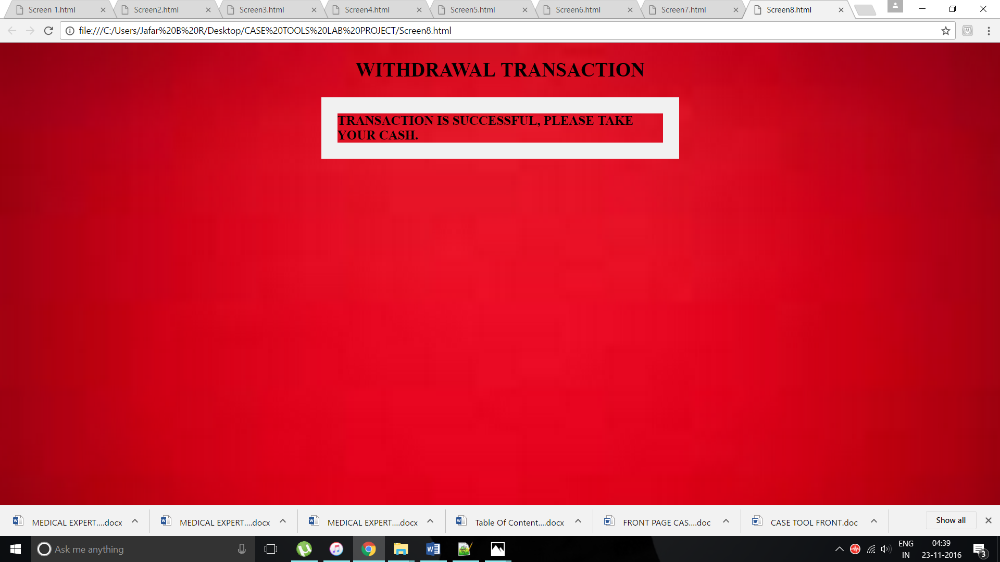 Screen 1.html
Screen2.html
Screen3.html
Screen4.html
Screen5.html
Screen6.html
Screen7.html
Screen8.html
file:///C:/Users/Jafar%20B%20R/Desktop/CASE%20TOOLS%20LAB%20PROJECT/Screen8.html
WITHDRAWAL TRANSACTION
TRANSACTION IS SUCCESSFUL, PLEASE TAKE
YOUR CASH.
MEDICAL EXPERT....docx
MEDICAL EXPERT....docx
MEDICAL EXPERT....docx
Table Of Content....docx
FRONT PAGE CAS....doc
CASE TOOL FRONT.doc
Show all
Ask me anything
ENG
IN
04:39
23-11-2016
3